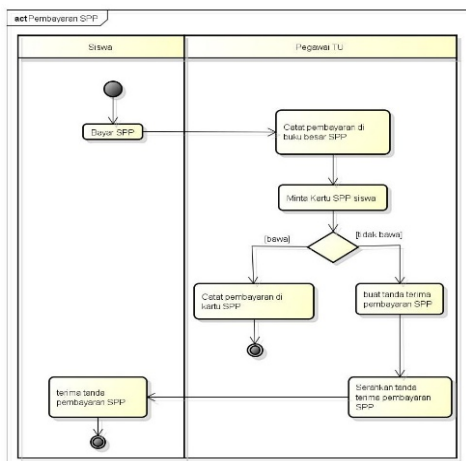 act Pembayaran SPP
Siswa
Pegawai TU
Bayar SPP
Catat pembayaran di
buku besar SPP
Minta Kartu SPP siswa
[bawa]
[tidak bawa]
Catat pembayaran di
kartu SPP
buat tanda terima
pembayaran SPP
terima tanda
pembayaran SPP
Serahkan tanda
terima pembayaran
SPP